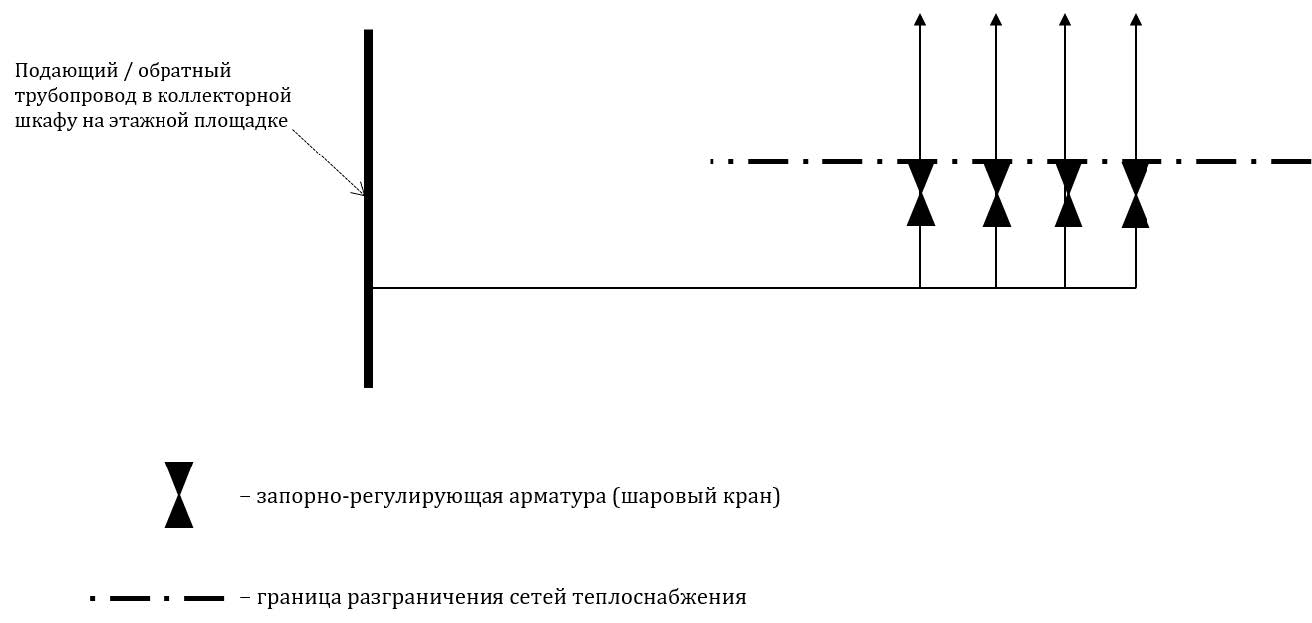 Подающий / обратный
трубопровод в коллекторной
шкафу на этажной площадке
– запорно-регулирующая арматура (шаровый кран)
– граница разграничения сетей теплоснабжения